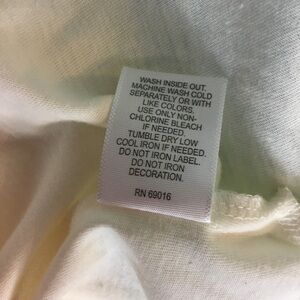 WASH INSIDE OUT.
MACHINE WASH COLD
SEPARATELY OR WITH
LIKE COLORS.
USE ONLY NON-
CHLORINE BLEACH
IF NEEDED.
TUMBLE DRY LOW
COOL IRON IF NEEDED.
DO NOT IRON LABEL.
DO NOT IRON
DECORATION.
RN 69016